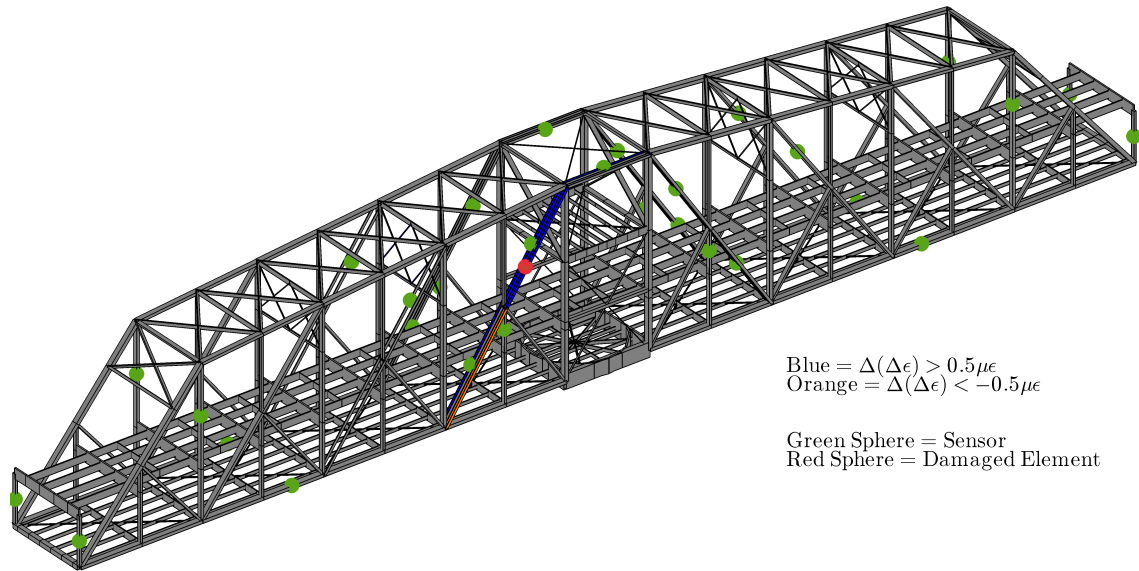 Blue = Δ(Δϵ) > 0.5μϵ
Orange = Δ(Δϵ) < −0.5μϵ
Green Sphere = Sensor
Red Sphere = Damaged Element